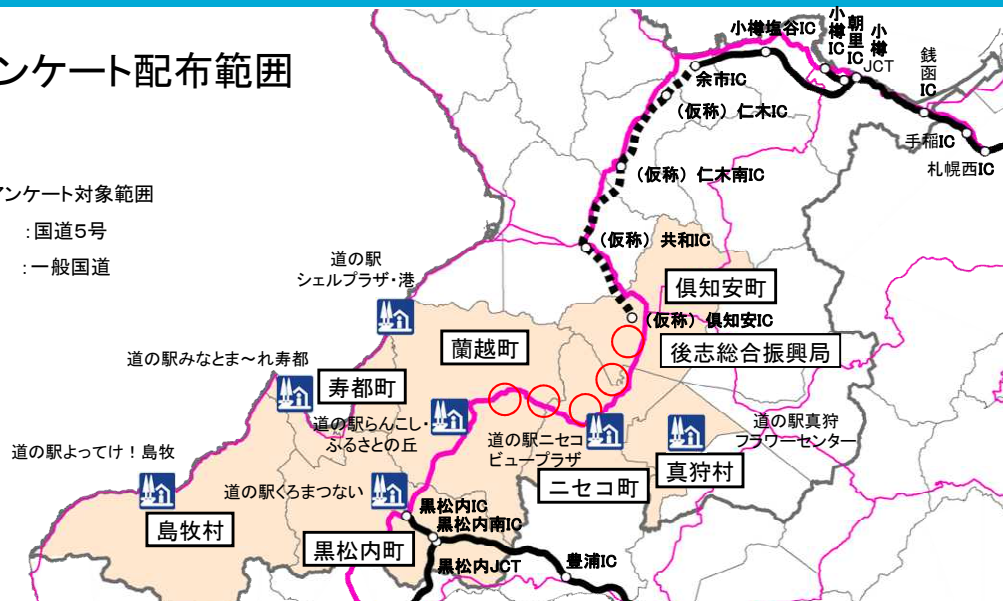 ンケート配布範囲
ンケート対象範囲
:国道5号
:一般国道
小樽塩谷IC
小樽IC
朝里IC
小樽JCT
銭函IC
手稲IC
札幌西IC
余市IC
(仮称) 仁木IC
(仮称) 仁木南IC
(仮称) 共和IC
(仮称) 倶知安IC
倶知安町
後志総合振興局
道の駅
シェルプラザ・港
蘭越町
道の駅みなとま~れ寿都
寿都町
道の駅らんこし・
ふるさとの丘
道の駅ニセコ
ビュープラザ
道の駅真狩
フラワーセンター
真狩村
ニセコ町
道の駅よってけ!島牧
島牧村
道の駅くろまつない
黒松内町
黒松内IC
黒松内南IC
黒松内JCT
豊浦IC